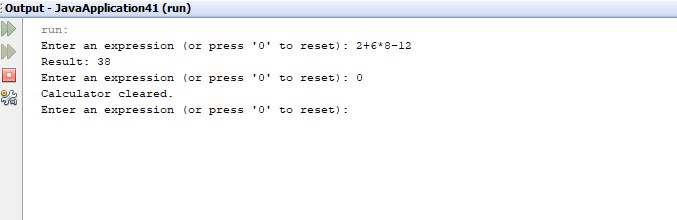 Output - JavaApplication41 (run)
run:
Enter an expression (or press '0' to reset): 2+6*8-12
Result: 38
Enter an expression (or press '0' to reset): 0
Calculator cleared.
Enter an expression (or press '0' to reset):